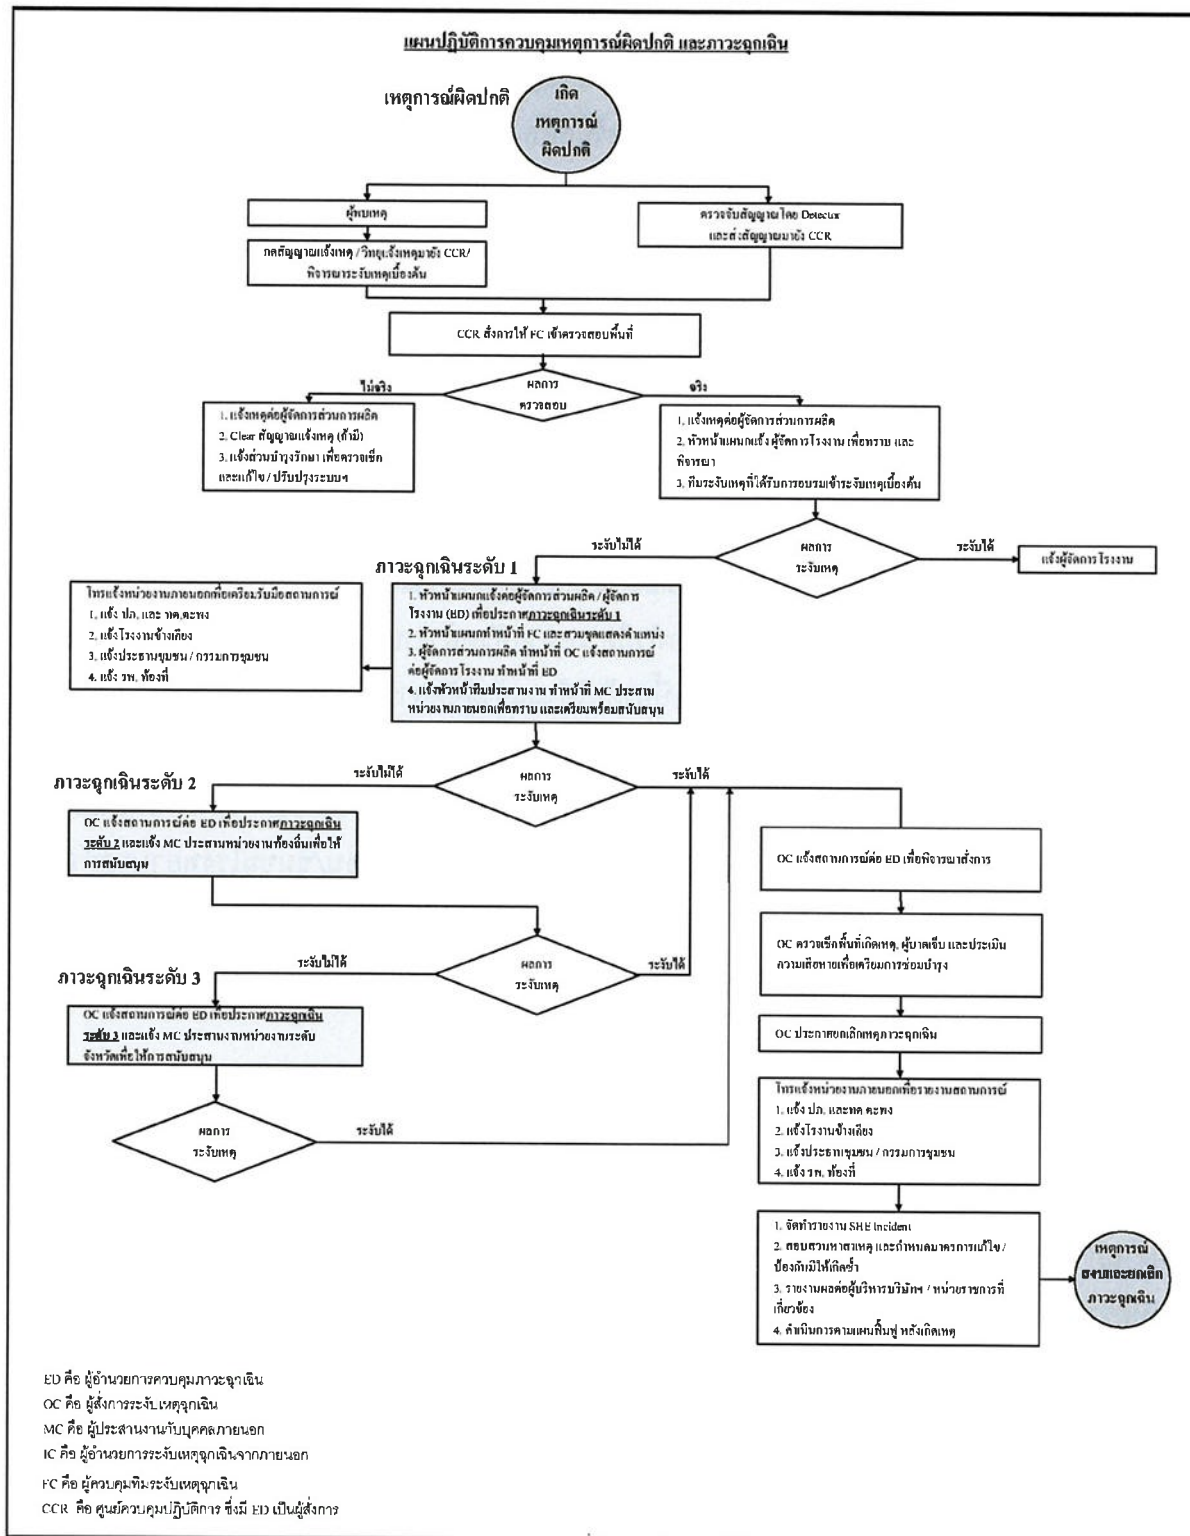 แผนปฏิบัติการควบคุมเหตุการณ์ผิดปกติ และภาวะฉุกเฉิน
เหตุการณ์ผิดปกติ
เกิด
เหตุการณ์
ผิดปกติ
ผู้พบเหตุ
ตรวจจับสัญญาณโดย Detector
และส่งสัญญาณมายัง CCR
กดสัญญาณแจ้งเหตุ / วิทยุแจ้งเหตุมายัง CCR/
พิจารณาระงับเหตุเบื้องต้น
CCR สั่งการให้ FC เข้าตรวจสอบพื้นที่
ไม่จริง
ผลการ
ตรวจสอบ
จริง
1. แจ้งเหตุต่อผู้จัดการส่วนการผลิต
2. Clear สัญญาณแจ้งเหตุ (ถ้ามี)
3. แจ้งส่วนบำรุงรักษา เพื่อตรวจเช็ก
และแก้ไข / ปรับปรุงระบบฯ
1. แจ้งเหตุต่อผู้จัดการส่วนการผลิต
2. หัวหน้าแผนกแจ้ง ผู้จัดการโรงงาน เพื่อทราบ และ
พิจารณา
3. ทีมระงับเหตุที่ได้รับการอบรมเข้าระงับเหตุเบื้องต้น
ระงับไม่ได้
ผลการ
ระงับเหตุ
ระงับได้
แจ้งผู้จัดการโรงงาน
ภาวะฉุกเฉินระดับ 1
โทรแจ้งหน่วยงานภายนอกเพื่อเตรียมรับมือสถานการณ์
1. แจ้ง ปภ. และ ทต.ตะพง
2. แจ้งโรงงานข้างเคียง
3. แจ้งประธานชุมชน / กรรมการชุมชน
4. แจ้ง รพ. ท้องที่
1. หัวหน้าแผนกแจ้งต่อผู้จัดการส่วนผลิต / ผู้จัดการ
โรงงาน (ED) เพื่อประกาศภาวะฉุกเฉินระดับ 1
2. หัวหน้าแผนกทำหน้าที่ FC และสวมชุดแสดงตำแหน่ง
3. ผู้จัดการส่วนการผลิต ทำหน้าที่ OC แจ้งสถานการณ์
ต่อผู้จัดการโรงงาน ทำหน้าที่ ED
4. แจ้งหัวหน้าทีมประสานงาน ทำหน้าที่ MC ประสาน
หน่วยงานภายนอกเพื่อทราบ และเตรียมพร้อมสนับสนุน
ภาวะฉุกเฉินระดับ 2
ระงับไม่ได้
ผลการ
ระงับเหตุ
ระงับได้
OC แจ้งสถานการณ์ต่อ ED เพื่อประกาศภาวะฉุกเฉิน
ระดับ 2 และแจ้ง MC ประสานหน่วยงานท้องถิ่นเพื่อให้
การสนับสนุน
OC แจ้งสถานการณ์ต่อ ED เพื่อพิจารณาสั่งการ
OC ตรวจเช็กพื้นที่เกิดเหตุ, ผู้บาดเจ็บ และประเมิน
ความเสียหายเพื่อเตรียมการซ่อมบำรุง
ภาวะฉุกเฉินระดับ 3
ระงับไม่ได้
ผลการ
ระงับเหตุ
ระงับได้
OC แจ้งสถานการณ์ต่อ ED เพื่อประกาศภาวะฉุกเฉิน
ระดับ 3 และแจ้ง MC ประสานงานหน่วยงานระดับ
จังหวัดเพื่อให้การสนับสนุน
OC ประกาศยกเลิกเหตุภาวะฉุกเฉิน
ผลการ
ระงับเหตุ
ระงับได้
โทรแจ้งหน่วยงานภายนอกเพื่อรายงานสถานการณ์
1. แจ้ง ปภ. และทต.ตะพง
2. แจ้งโรงงานข้างเคียง
3. แจ้งประธานชุมชน / กรรมการชุมชน
4. แจ้ง รพ. ท้องที่
1. จัดทำรายงาน SHE Incident
2. สอบสวนหาสาเหตุ และกำหนดมาตรการแก้ไข /
ป้องกันมิให้เกิดซ้ำ
3. รายงานผลต่อผู้บริหารบริษัทฯ / หน่วยราชการที่
เกี่ยวข้อง
4. ดำเนินการตามแผนฟื้นฟู หลังเกิดเหตุ
เหตุการณ์
สงบและยกเลิก
ภาวะฉุกเฉิน
ED คือ ผู้อำนวยการควบคุมภาวะฉุกเฉิน
OC คือ ผู้สั่งการระงับเหตุฉุกเฉิน
MC คือ ผู้ประสานงานกับบุคคลภายนอก
IC คือ ผู้อำนวยการระงับเหตุฉุกเฉินจากภายนอก
FC คือ ผู้ควบคุมทีมระงับเหตุฉุกเฉิน
CCR คือ ศูนย์ควบคุมปฏิบัติการ ซึ่งมี ED เป็นผู้สั่งการ